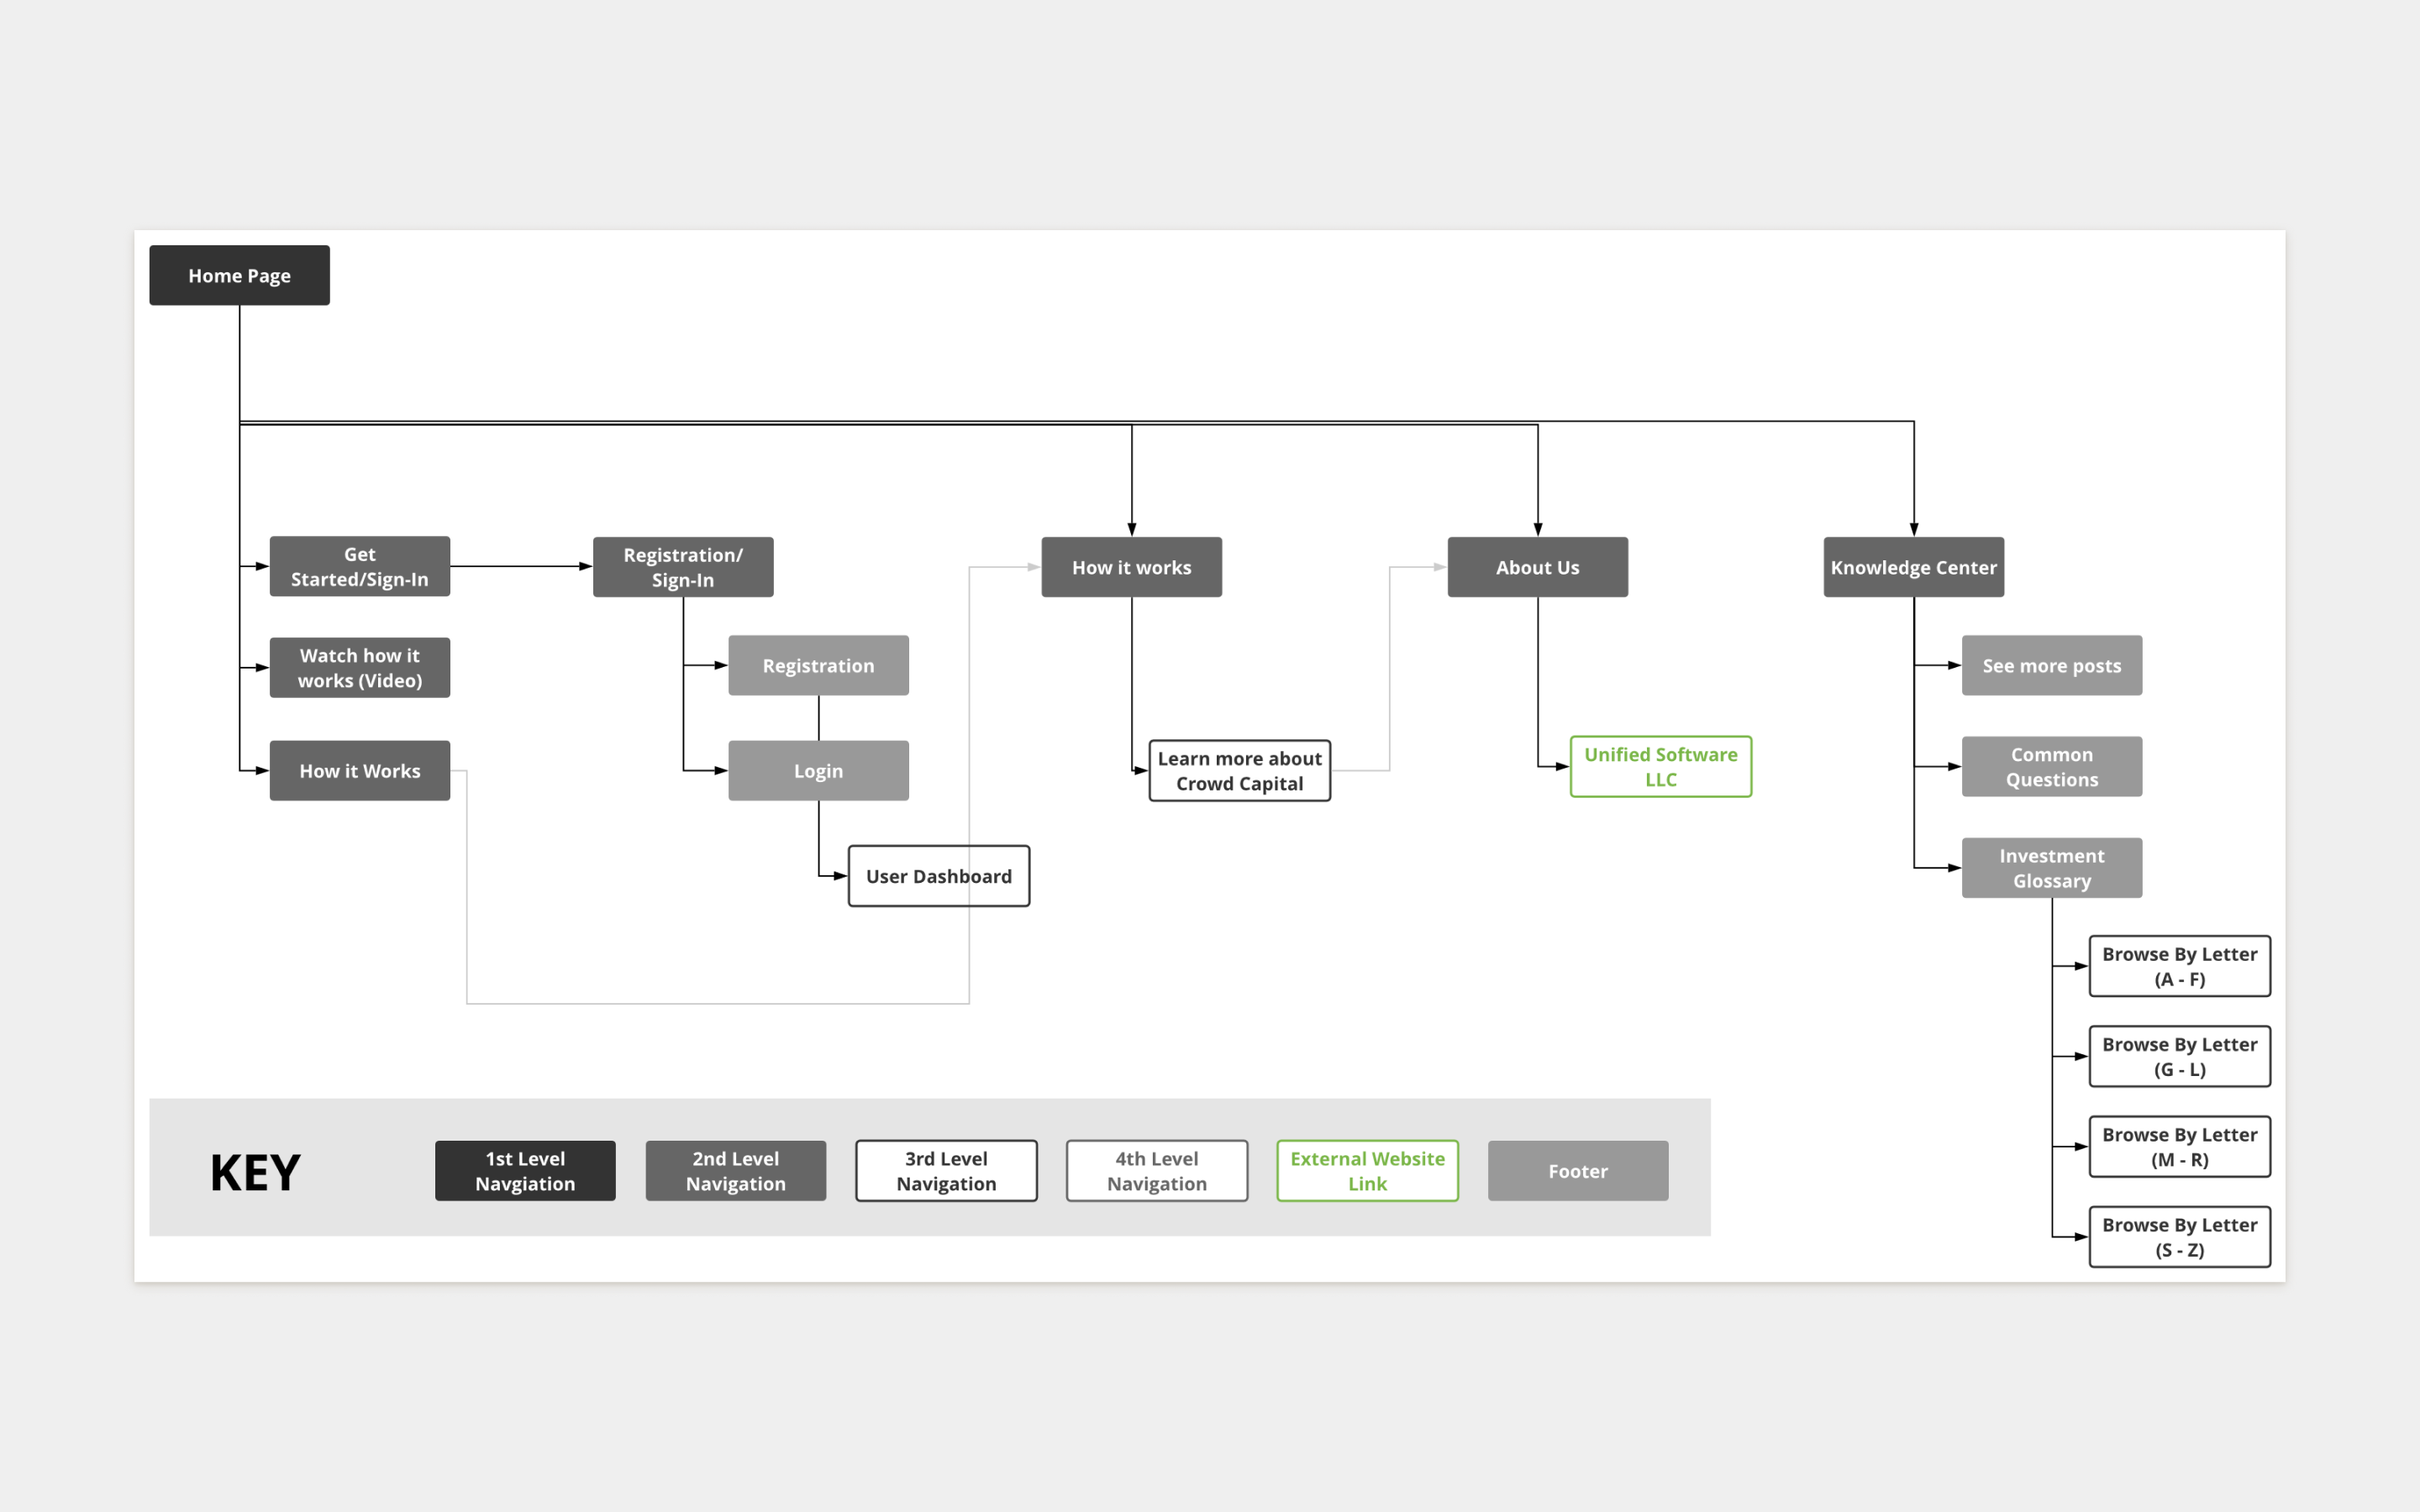 Home Page
Get
Started/Sign-In
Registration/
Sign-In
How it works
About Us
Knowledge Center
Watch how it
works (Video)
Registration
See more posts
How it Works
Login
Learn more about
Crowd Capital
Unified Software
LLC
Common
Questions
User Dashboard
Investment
Glossary
Browse By Letter
(A - F)
Browse By Letter
(G - L)
Browse By Letter
(M - R)
Browse By Letter
(S - Z)
KEY
1st Level
Navgiation
2nd Level
Navigation
3rd Level
Navigation
4th Level
Navigation
External Website
Link
Footer